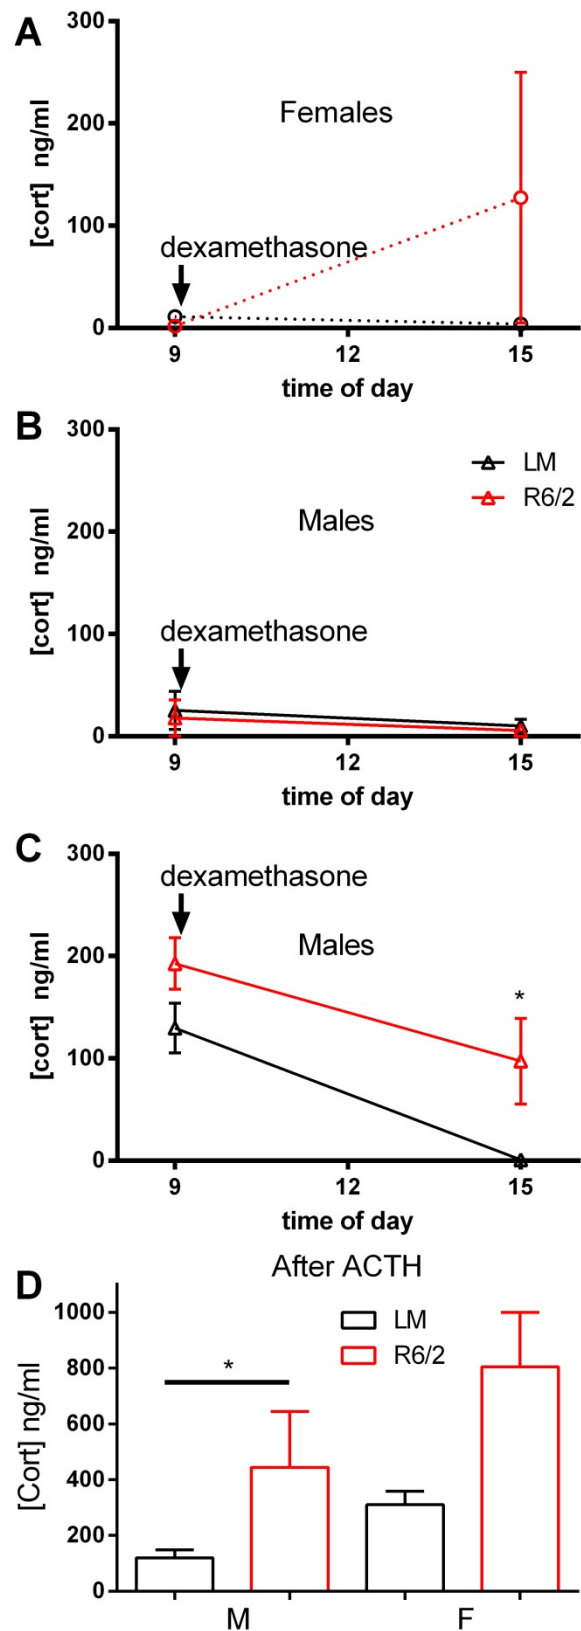 A
300
200
100
0
[cort] ng/ml
Females
dexamethasone
9 12 15
time of day
B
300
200
100
0
[cort] ng/ml
LM
R6/2
Males
dexamethasone
9 12 15
time of day
C
300
200
100
0
[cort] ng/ml
dexamethasone
Males
*
9 12 15
time of day
D
After ACTH
1000
800
600
400
200
0
[Cort] ng/ml
LM
R6/2
*
M F